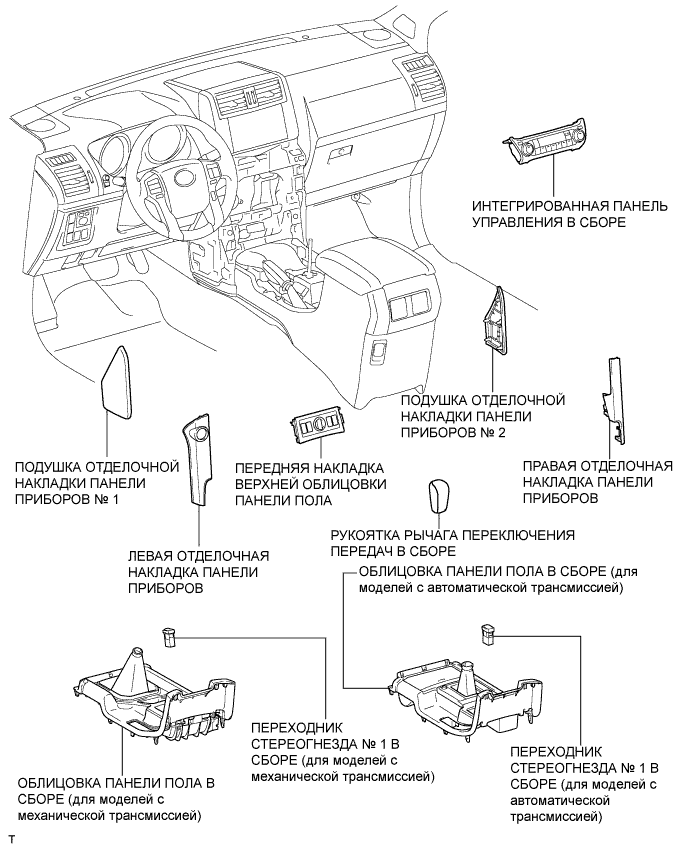 ИНТЕГРИРОВАННАЯ ПАНЕЛЬ
УПРАВЛЕНИЯ В СБОРЕ
ПОДУШКА ОТДЕЛОЧНОЙ
НАКЛАДКИ ПАНЕЛИ
ПРИБОРОВ № 2
ПОДУШКА ОТДЕЛОЧНОЙ
НАКЛАДКИ ПАНЕЛИ
ПРИБОРОВ № 1
ПЕРЕДНЯЯ НАКЛАДКА
ВЕРХНЕЙ ОБЛИЦОВКИ
ПАНЕЛИ ПОЛА
ПРАВАЯ ОТДЕЛОЧНАЯ
НАКЛАДКА ПАНЕЛИ
ПРИБОРОВ
РУКОЯТКА РЫЧАГА ПЕРЕКЛЮЧЕНИЯ
ПЕРЕДАЧ В СБОРЕ
ЛЕВАЯ ОТДЕЛОЧНАЯ
НАКЛАДКА ПАНЕЛИ
ПРИБОРОВ
ОБЛИЦОВКА ПАНЕЛИ ПОЛА В СБОРЕ (для
моделей с автоматической трансмиссией)
ПЕРЕХОДНИК
СТЕРЕОГНЕЗДА № 1 В
СБОРЕ (для моделей с
механической трансмиссией)
ПЕРЕХОДНИК
СТЕРЕОГНЕЗДА № 1 В
СБОРЕ (для моделей с
автоматической
трансмиссией)
ОБЛИЦОВКА ПАНЕЛИ ПОЛА В
СБОРЕ (для моделей с
механической трансмиссией)
T